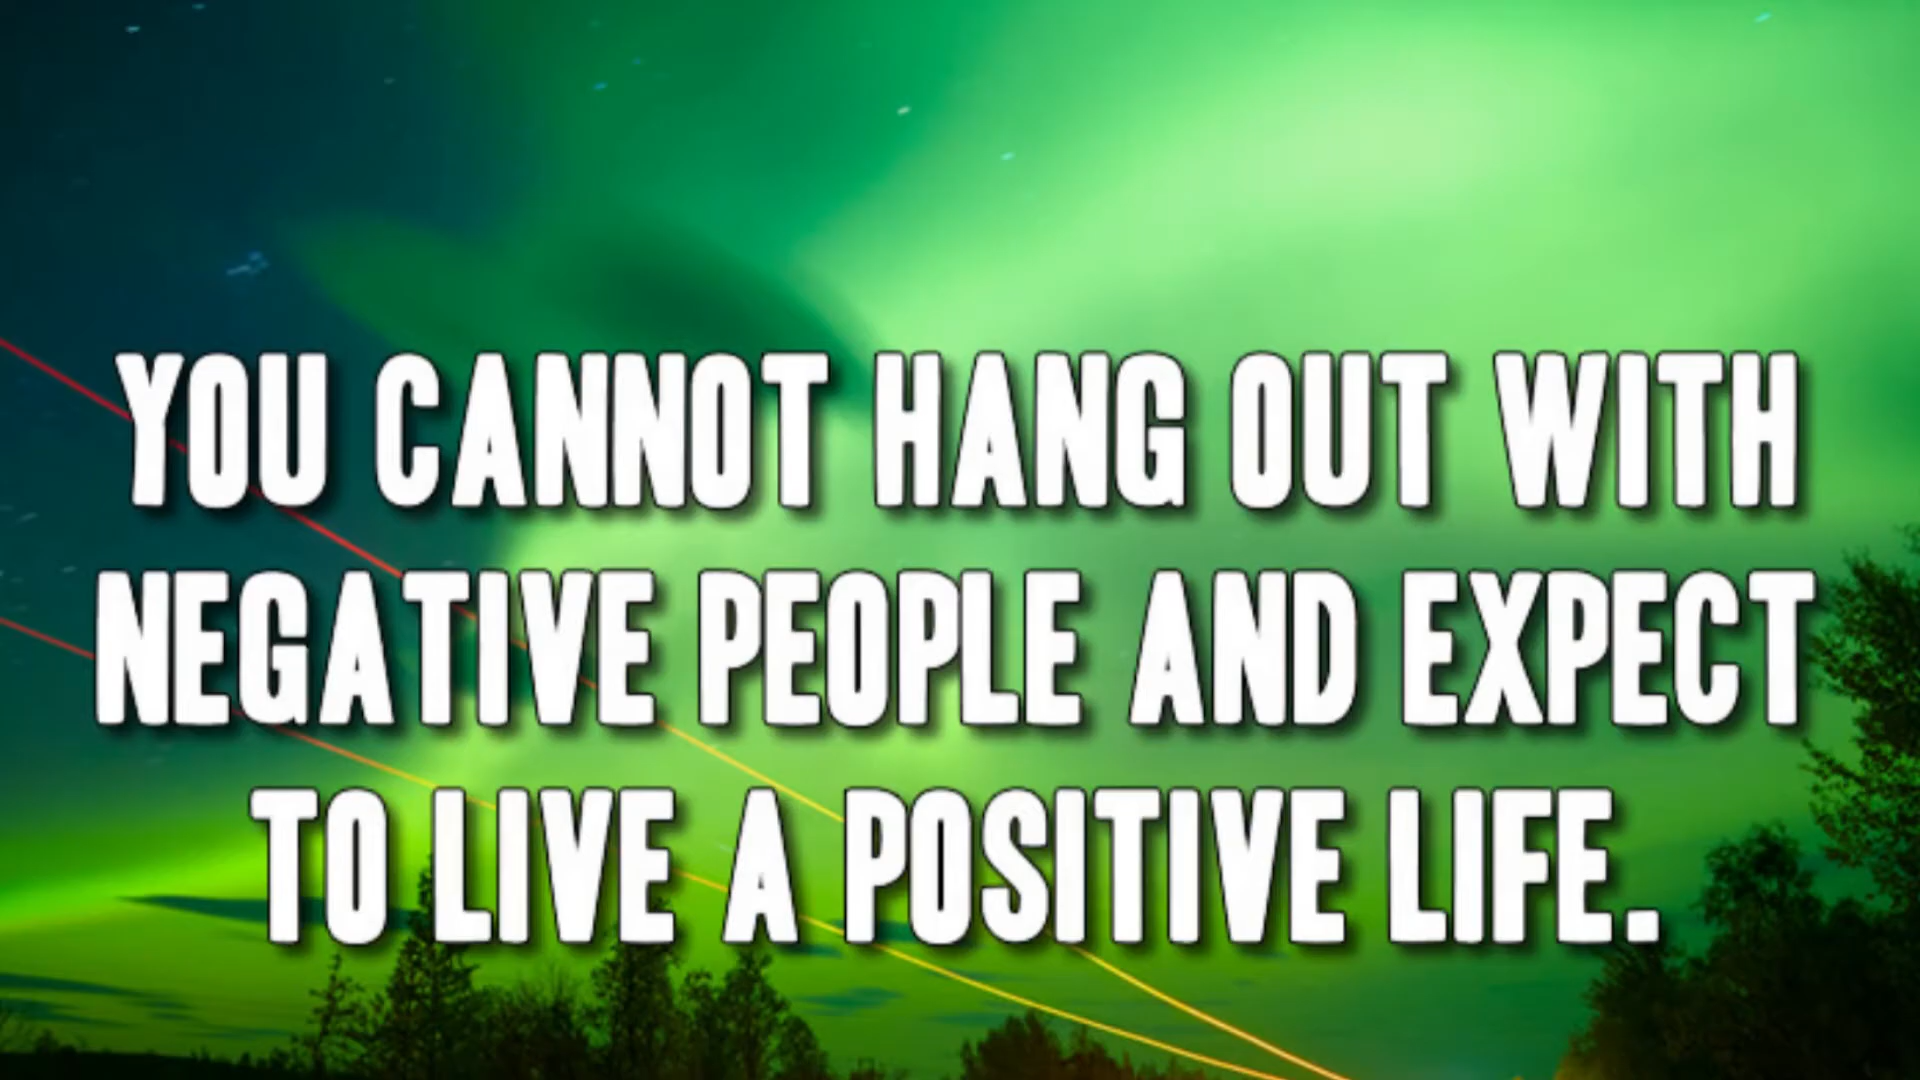 YOU CANNOT HANG OUT WITH
NEGATIVE PEOPLE AND EXPECT
TO LIVE A POSITIVE LIFE.